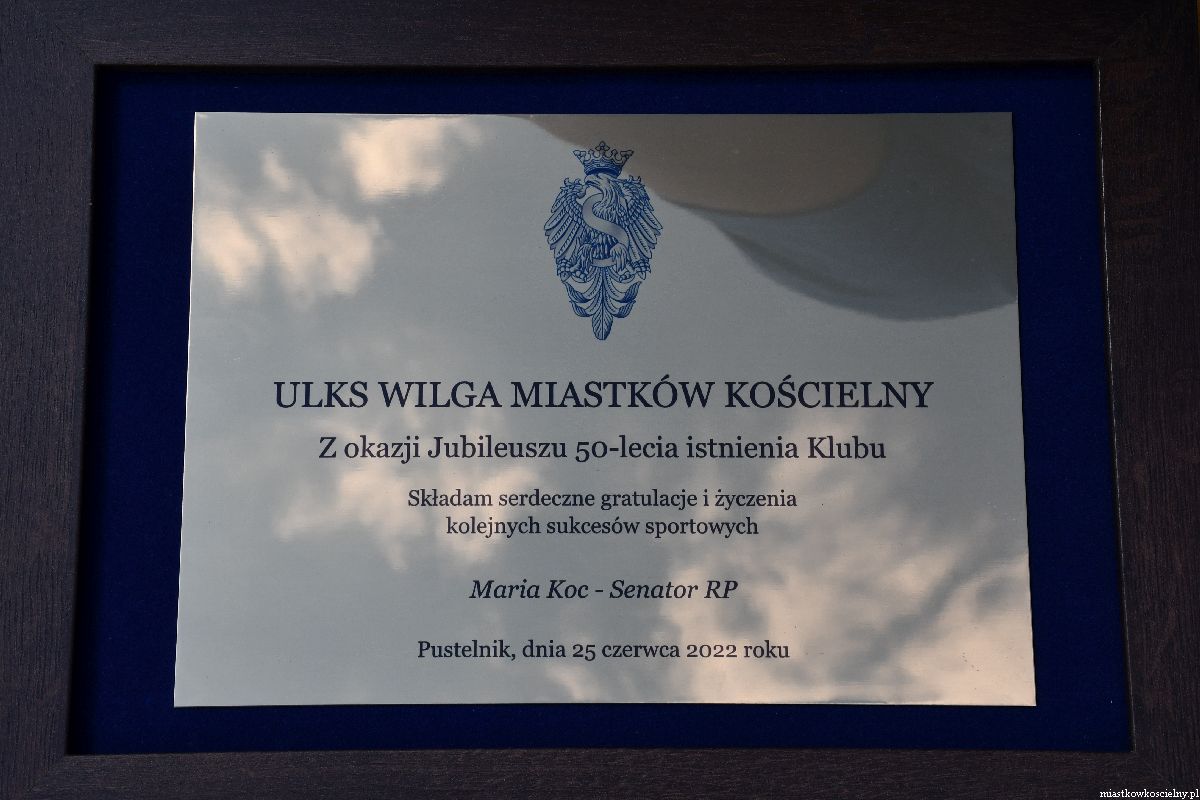 S
ULKS WILGA MIASTKÓW KOŚCIELNY
Z okazji Jubileuszu 50-lecia istnienia Klubu
Składam serdeczne gratulacje i życzenia
kolejnych sukcesów sportowych
Maria Koc - Senator RP
Pustelnik, dnia 25 czerwca 2022 roku
miastkowkoscielny.pl